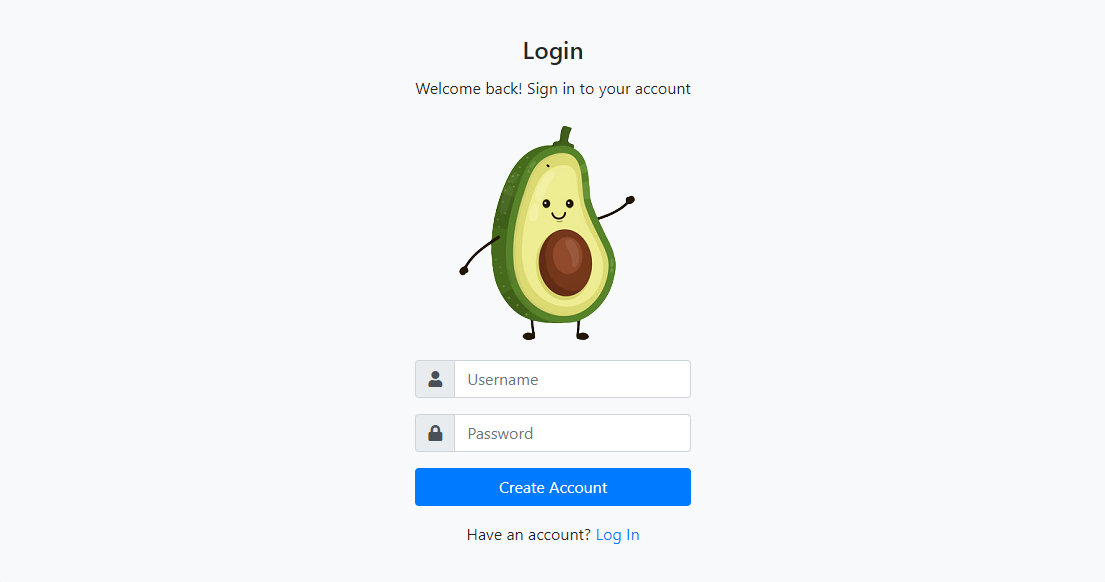 Login
Welcome back! Sign in to your account
Username
Password
Create Account
Have an account? Log In